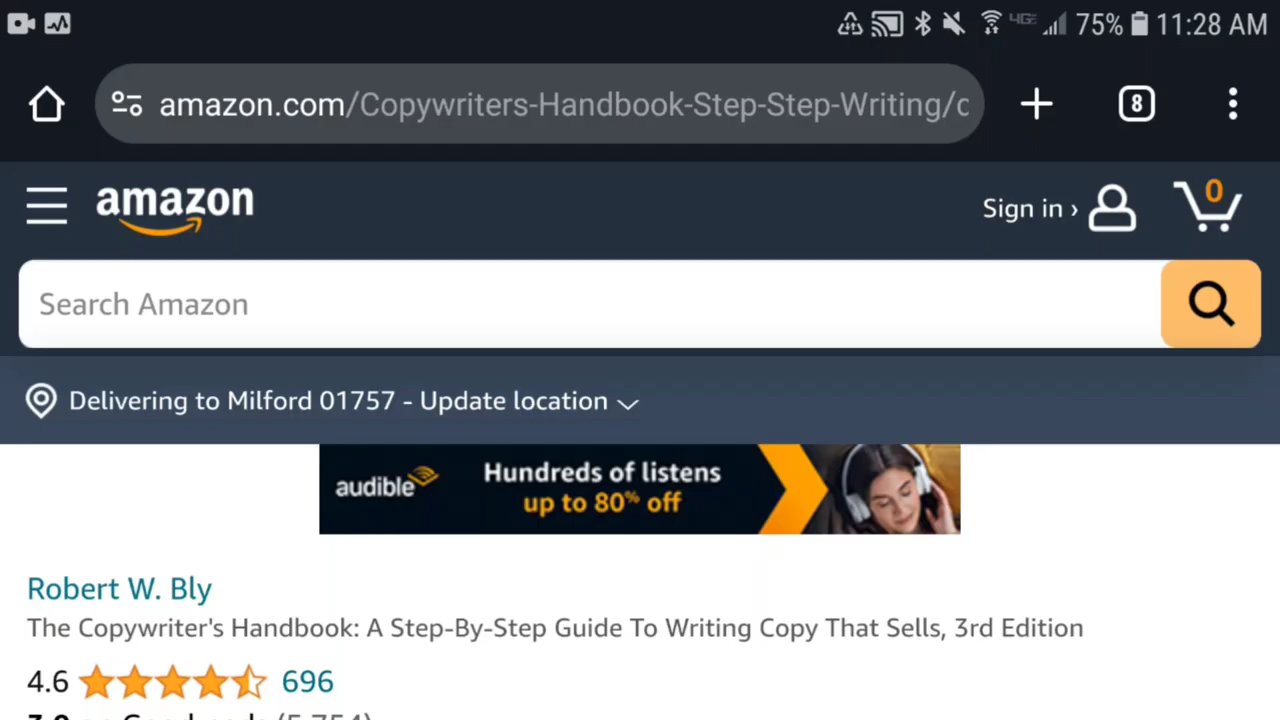 4GE 75% 11:28 AM
amazon.com/Copywriters-Handbook-Step-Step-Writing/
8
amazon
Sign in ›
0
Search Amazon
Delivering to Milford 01757 - Update location
audible
Hundreds of listens
up to 80% off
Robert W. Bly
The Copywriter's Handbook: A Step-By-Step Guide To Writing Copy That Sells, 3rd Edition
4.6 696